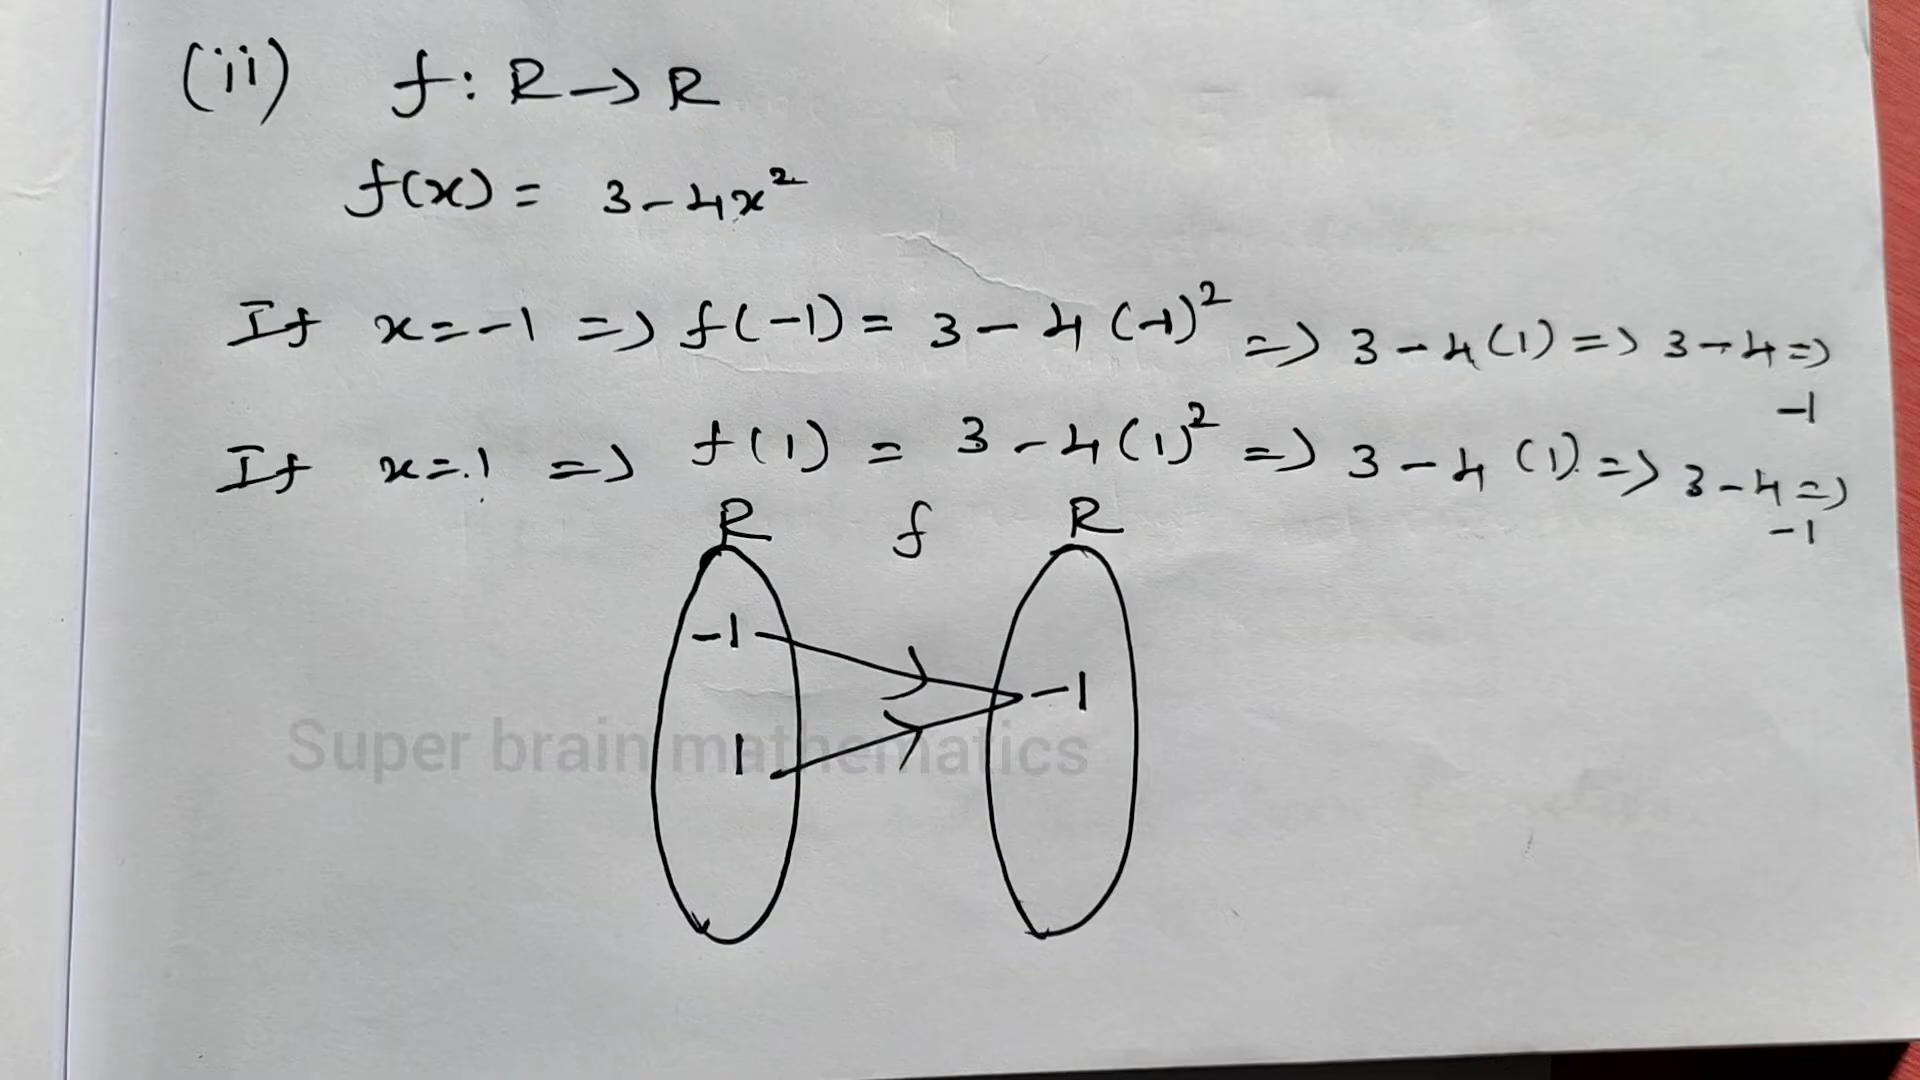 (ii) f: R→R
f(x) = 3-4x²
If x=-1 => f(-1) = 3-4(-1)² => 3-4(1) => 3-4 =>
-1
If x=1 => f(1) = 3-4(1)² => 3-4(1) => 3-4 =>
-1
R f R
-1
-1
1
Super brain mathematics